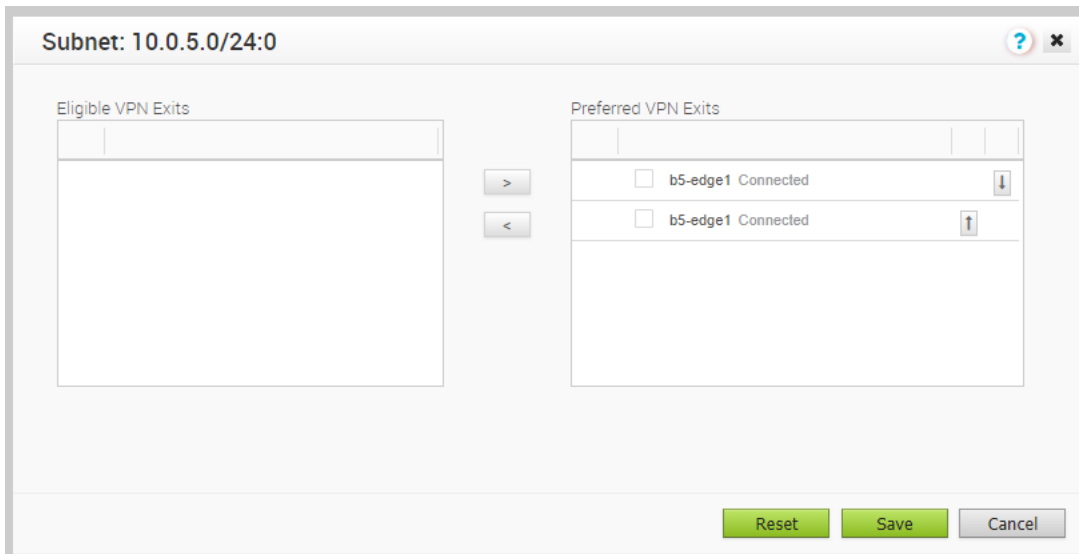 Subnet: 10.0.5.0/24:0
?
Eligible VPN Exits
Preferred VPN Exits
>
b5-edge1 Connected
<
b5-edge1 Connected
Reset
Save
Cancel